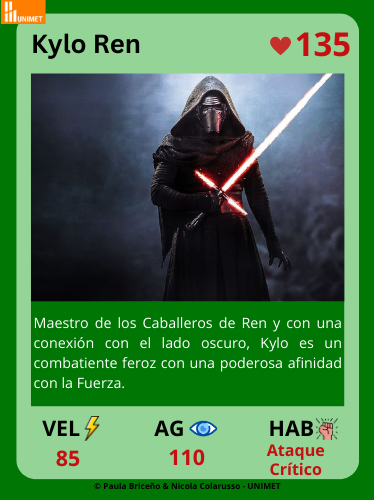 UNIMET
Kylo Ren
135
Maestro de los Caballeros de Ren y con una
conexión con el lado oscuro, Kylo es un
combatiente feroz con una poderosa afinidad
con la Fuerza.
VEL AG HAB
85 110 Ataque
Crítico
© Paula Briceño & Nicola Colarusso - UNIMET